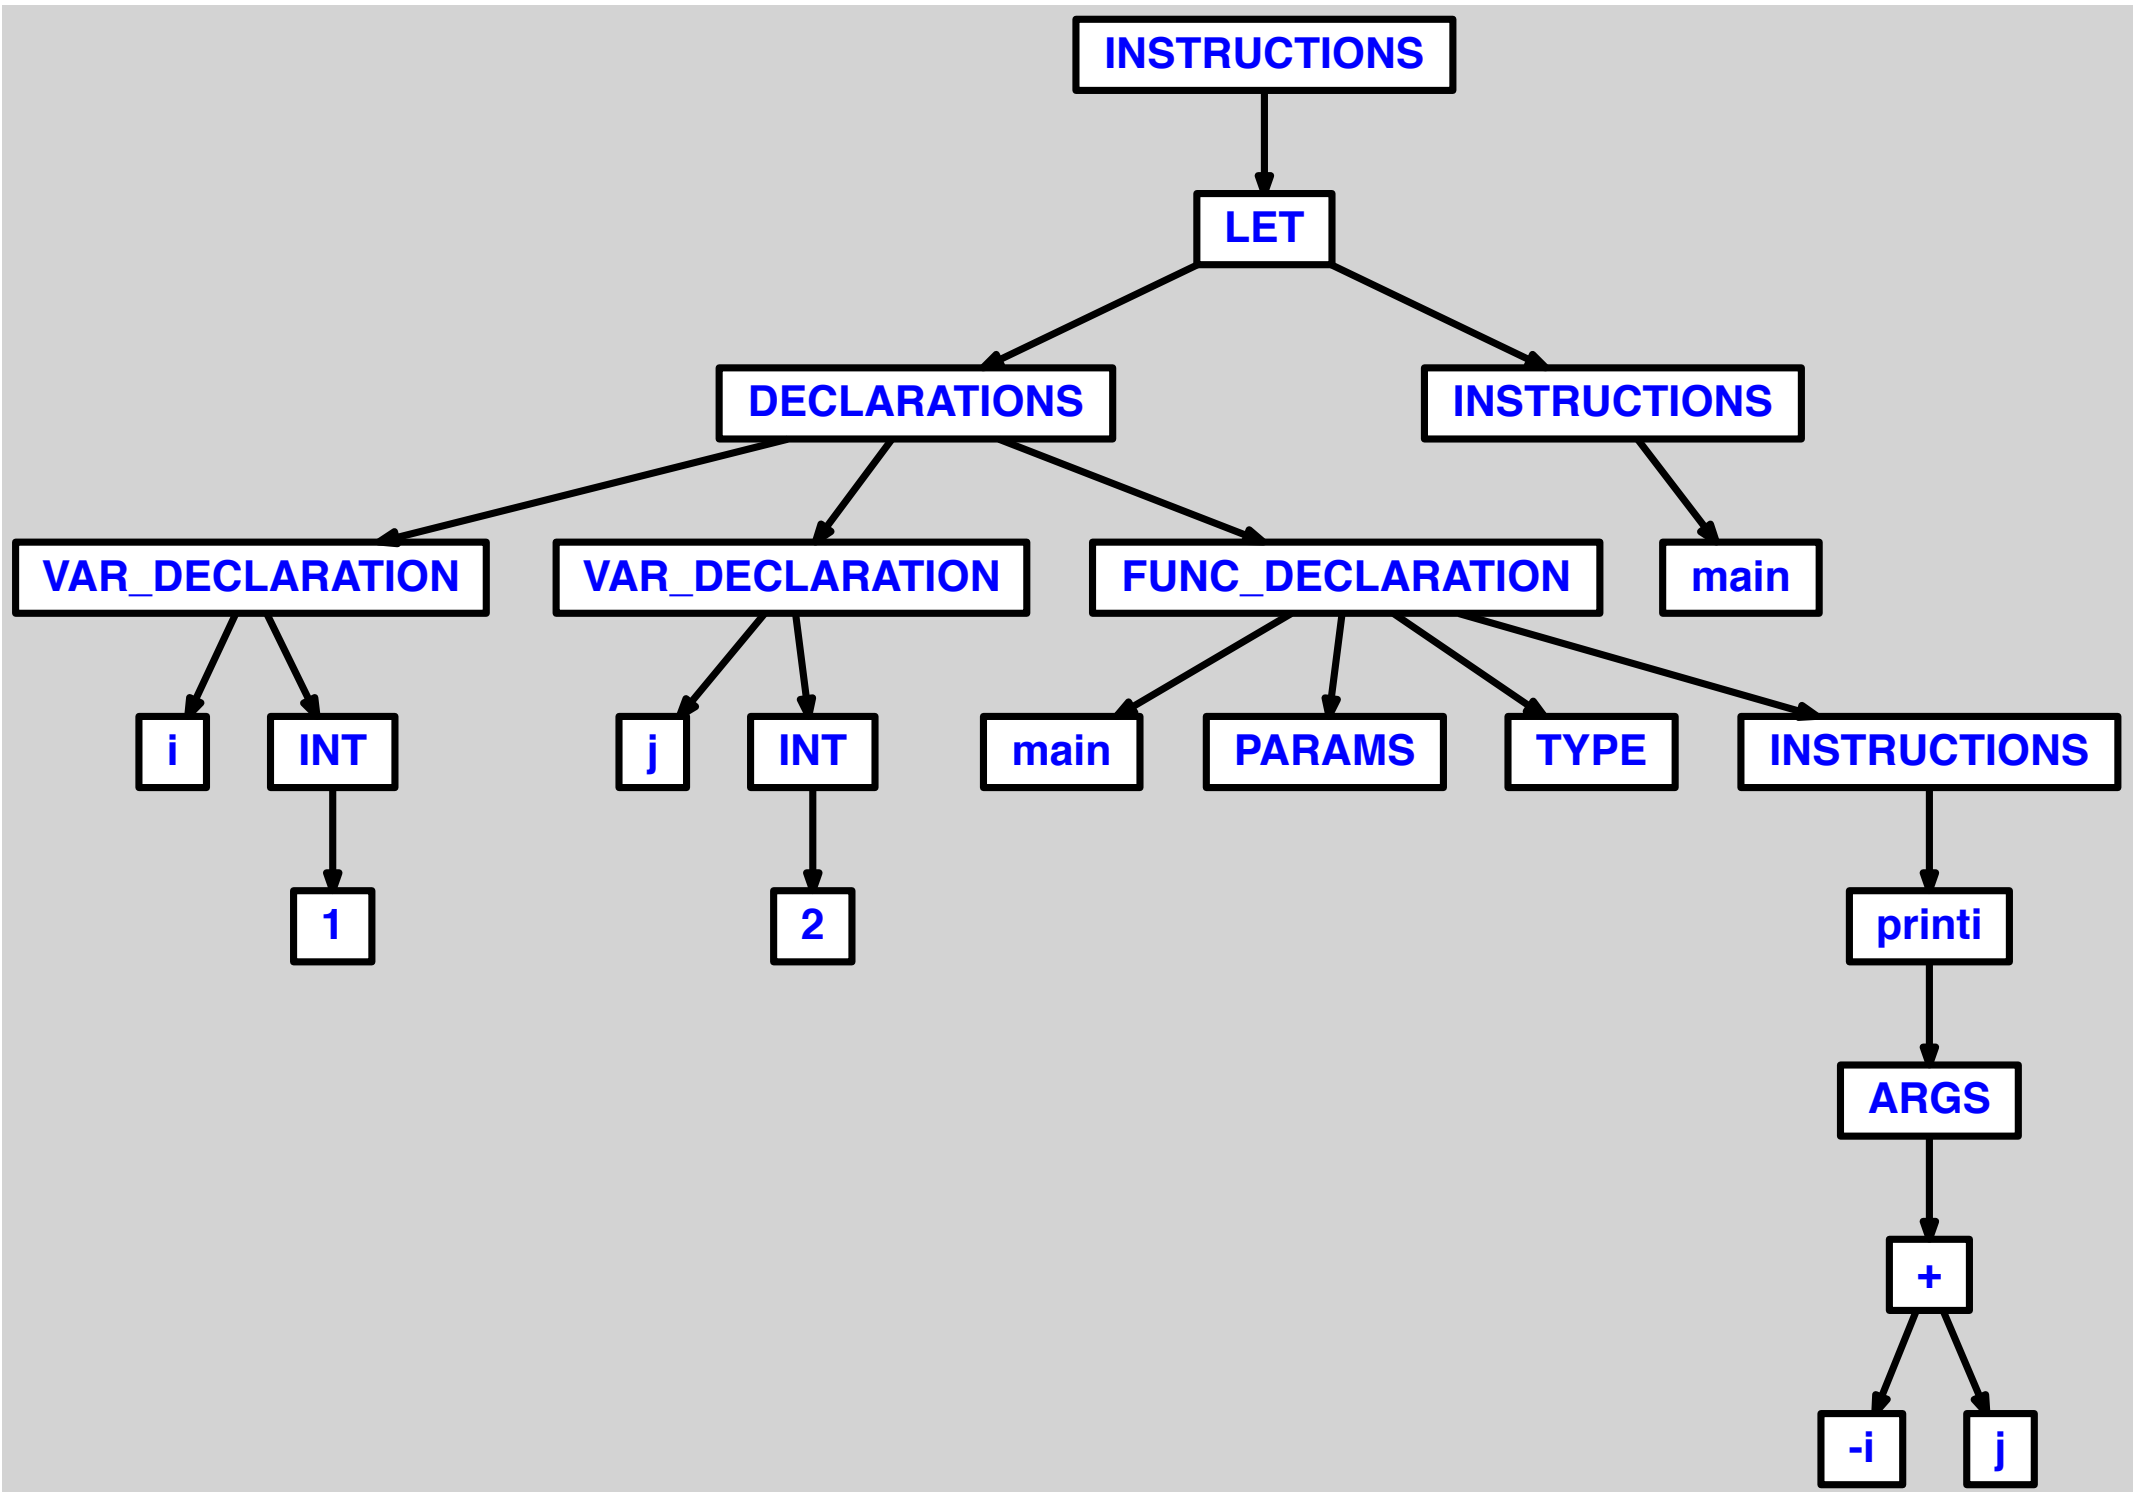 INSTRUCTIONS
LET
DECLARATIONS
INSTRUCTIONS
VAR_DECLARATION
VAR_DECLARATION
FUNC_DECLARATION
main
i
INT
j
INT
main
PARAMS
TYPE
INSTRUCTIONS
1
2
printi
ARGS
+
-i
j